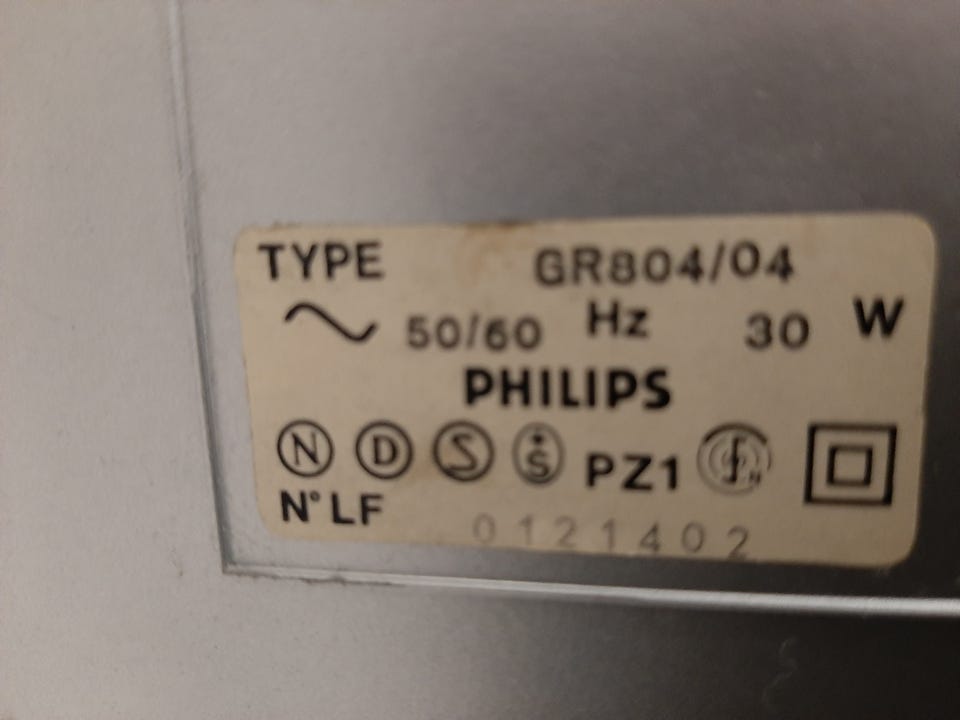 TYPE GR804/04
~ 50/60 Hz 30 W
PHILIPS
N D S S PZ1
N° LF 0121402